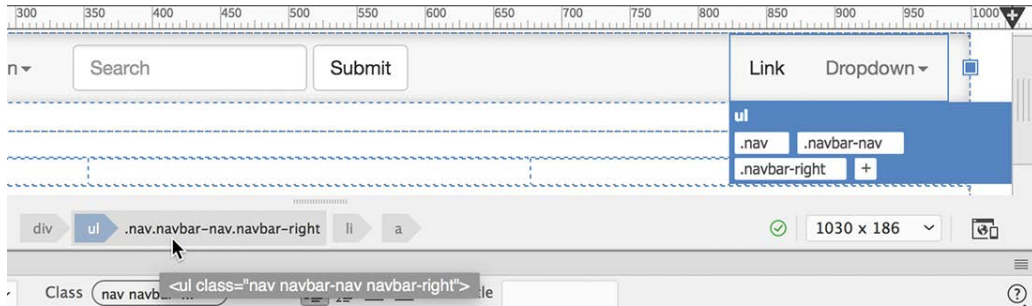 300 350 400 450 500 550 600 650 700 750 800 850 900 950 1000
Search Submit Link Dropdown
ul
.nav .navbar-nav
.navbar-right +
div ul .nav.navbar-nav.navbar-right li a 1030 x 186
<ul class="nav navbar-nav navbar-right">
Class nav navb